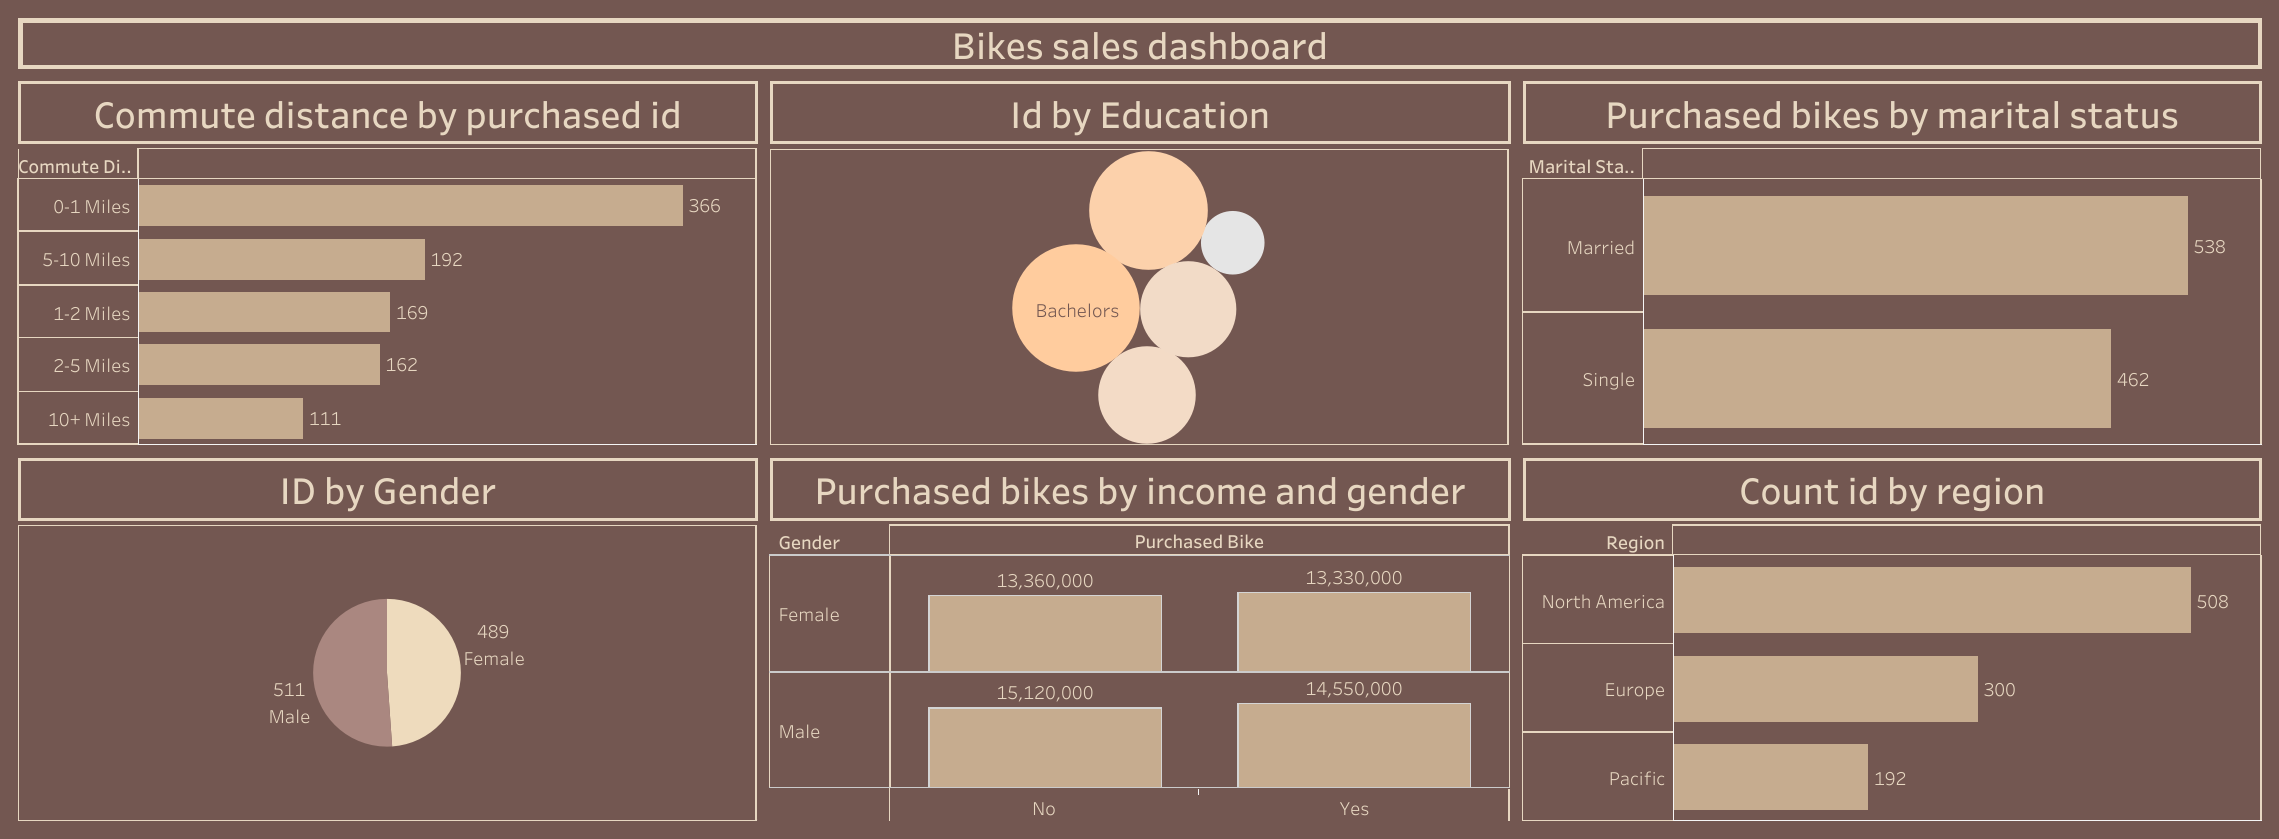 Bikes sales dashboard
Commute distance by purchased id
Commute Di..
0-1 Miles 366
5-10 Miles 192
1-2 Miles 169
2-5 Miles 162
10+ Miles 111
Id by Education
Bachelors
Purchased bikes by marital status
Marital Sta..
Married 538
Single 462
ID by Gender
489
Female
511
Male
Purchased bikes by income and gender
Gender Purchased Bike
13,360,000 13,330,000
Female
15,120,000 14,550,000
Male
No Yes
Count id by region
Region
North America 508
Europe 300
Pacific 192